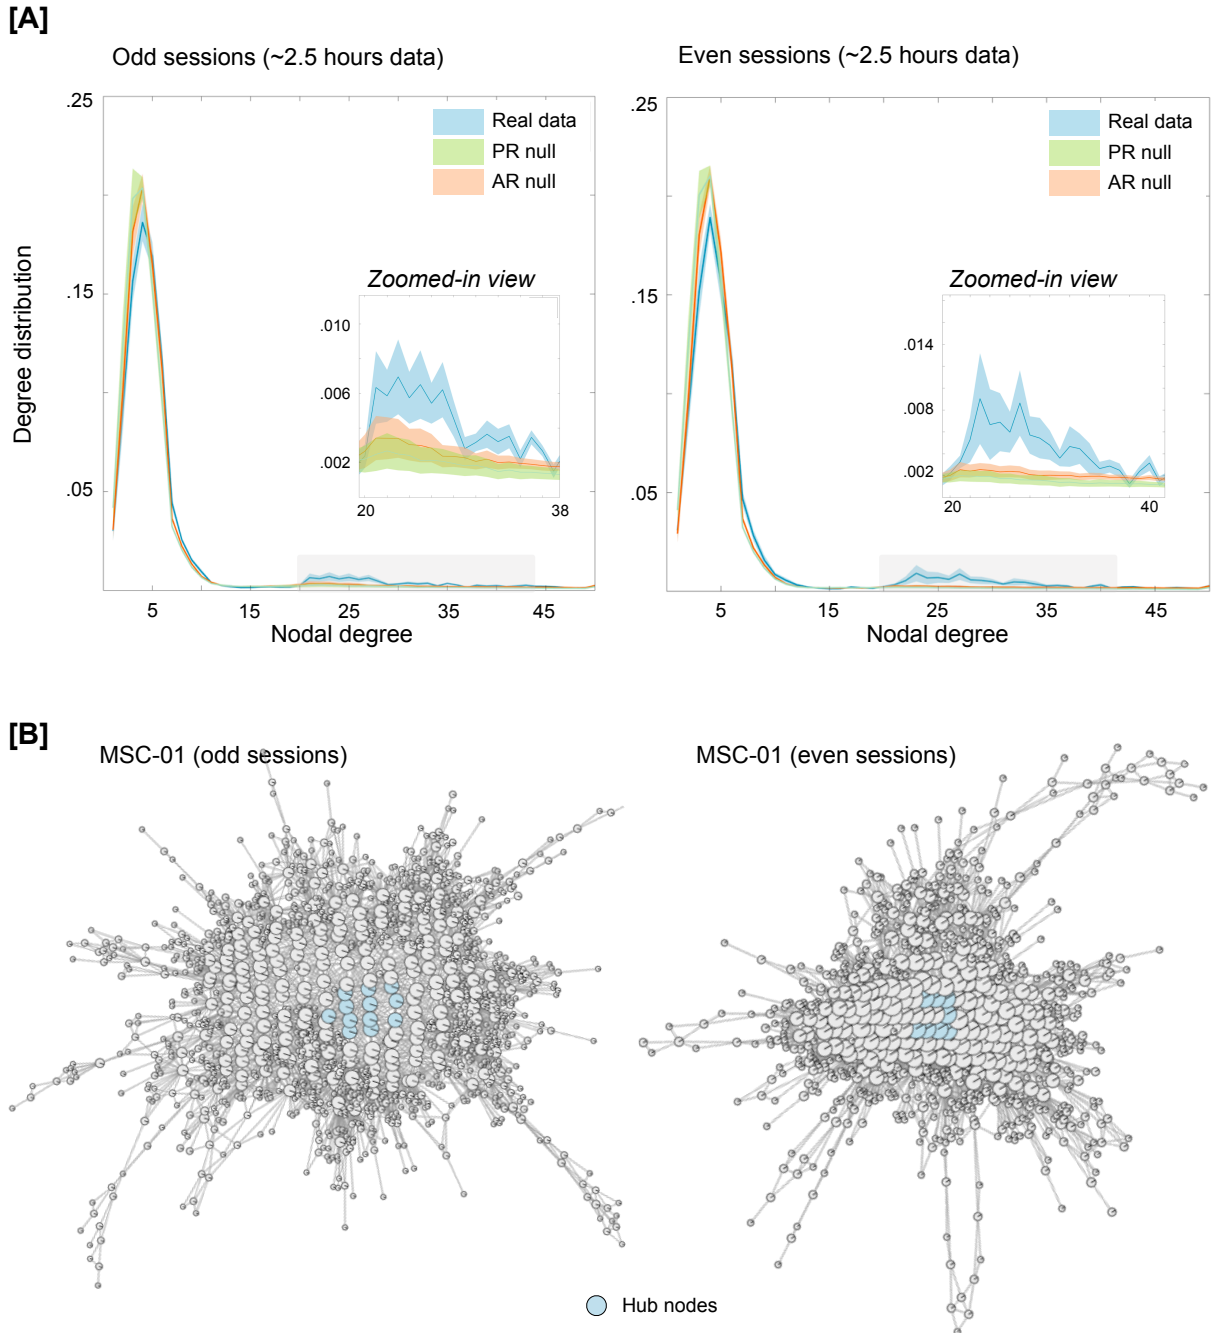 [A]
Odd sessions (~2.5 hours data)
Even sessions (~2.5 hours data)
.25
Real data
PR null
AR null
.15
.05
Degree distribution
Zoomed-in view
.010
.006
.002
20 38
5 15 25 35 45
Nodal degree
.25
Real data
PR null
AR null
.15
.05
Zoomed-in view
.014
.008
.002
20 40
5 15 25 35 45
Nodal degree
[B]
MSC-01 (odd sessions)
MSC-01 (even sessions)
Hub nodes